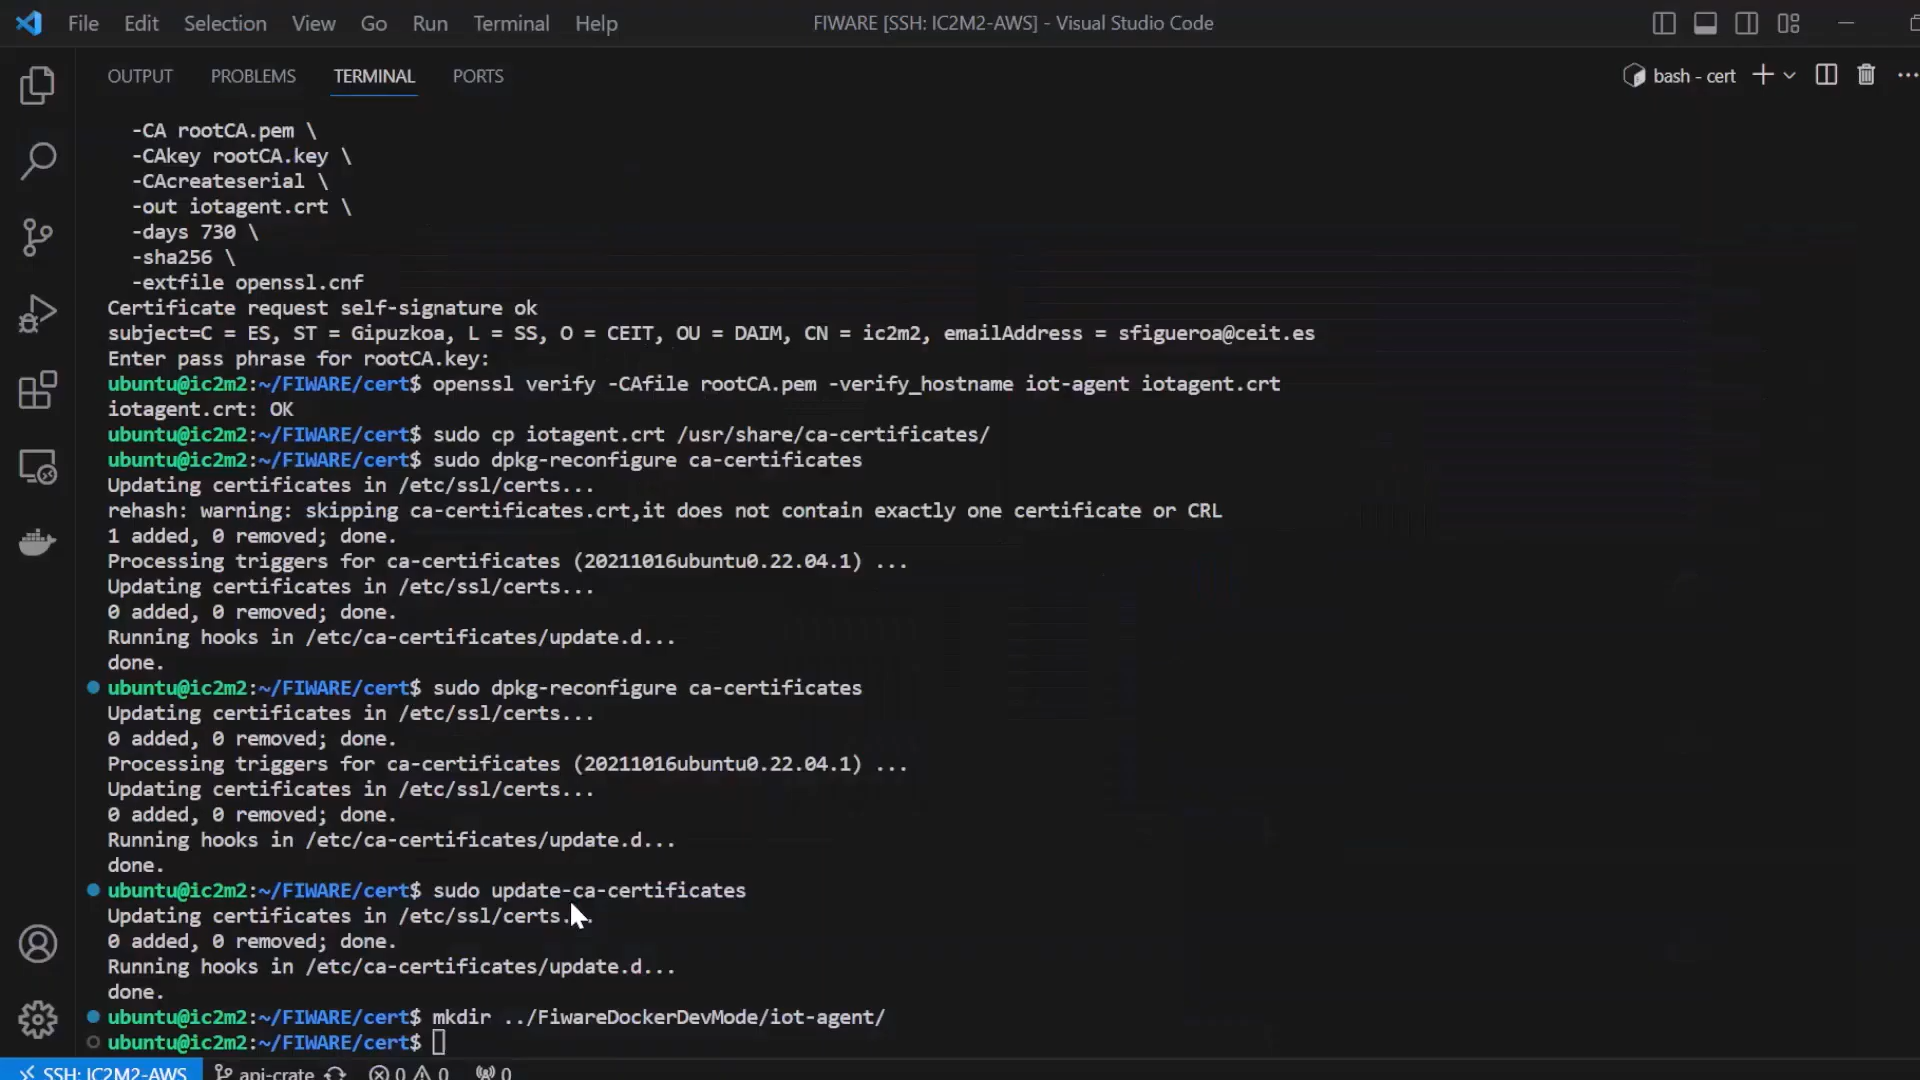 File Edit Selection View Go Run Terminal Help FIWARE [SSH: IC2M2-AWS] - Visual Studio Code
OUTPUT PROBLEMS TERMINAL PORTS bash - cert
-CA rootCA.pem \
-CAkey rootCA.key \
-CAcreateserial \
-out iotagent.crt \
-days 730 \
-sha256 \
-extfile openssl.cnf
Certificate request self-signature ok
subject=C = ES, ST = Gipuzkoa, L = SS, O = CEIT, OU = DAIM, CN = ic2m2, emailAddress = sfigueroa@ceit.es
Enter pass phrase for rootCA.key:
ubuntu@ic2m2:~/FIWARE/cert$ openssl verify -CAfile rootCA.pem -verify_hostname iot-agent iotagent.crt
iotagent.crt: OK
ubuntu@ic2m2:~/FIWARE/cert$ sudo cp iotagent.crt /usr/share/ca-certificates/
ubuntu@ic2m2:~/FIWARE/cert$ sudo dpkg-reconfigure ca-certificates
Updating certificates in /etc/ssl/certs...
rehash: warning: skipping ca-certificates.crt,it does not contain exactly one certificate or CRL
1 added, 0 removed; done.
Processing triggers for ca-certificates (20211016ubuntu0.22.04.1) ...
Updating certificates in /etc/ssl/certs...
0 added, 0 removed; done.
Running hooks in /etc/ca-certificates/update.d...
done.
ubuntu@ic2m2:~/FIWARE/cert$ sudo dpkg-reconfigure ca-certificates
Updating certificates in /etc/ssl/certs...
0 added, 0 removed; done.
Processing triggers for ca-certificates (20211016ubuntu0.22.04.1) ...
Updating certificates in /etc/ssl/certs...
0 added, 0 removed; done.
Running hooks in /etc/ca-certificates/update.d...
done.
ubuntu@ic2m2:~/FIWARE/cert$ sudo update-ca-certificates
Updating certificates in /etc/ssl/certs...
0 added, 0 removed; done.
Running hooks in /etc/ca-certificates/update.d...
done.
ubuntu@ic2m2:~/FIWARE/cert$ mkdir ../FiwareDockerDevMode/iot-agent/
ubuntu@ic2m2:~/FIWARE/cert$
SSH: IC2M2-AWS api-crate 0 0 0